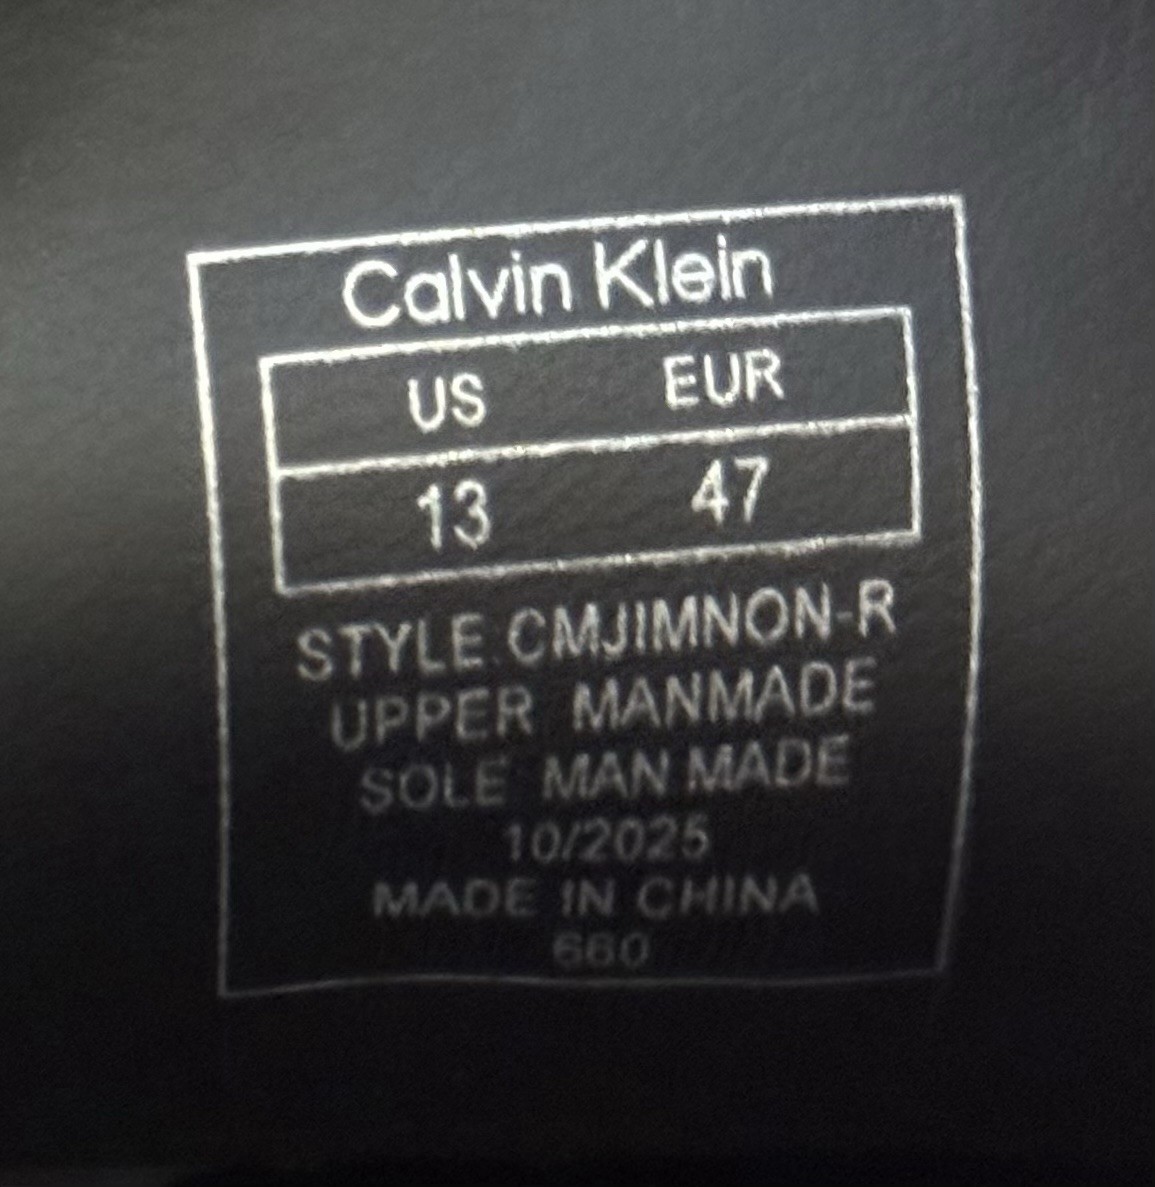 Calvin Klein
US EUR
13 47
STYLE CMJIMNON-R
UPPER MANMADE
SOLE MAN MADE
10/2025
MADE IN CHINA
660